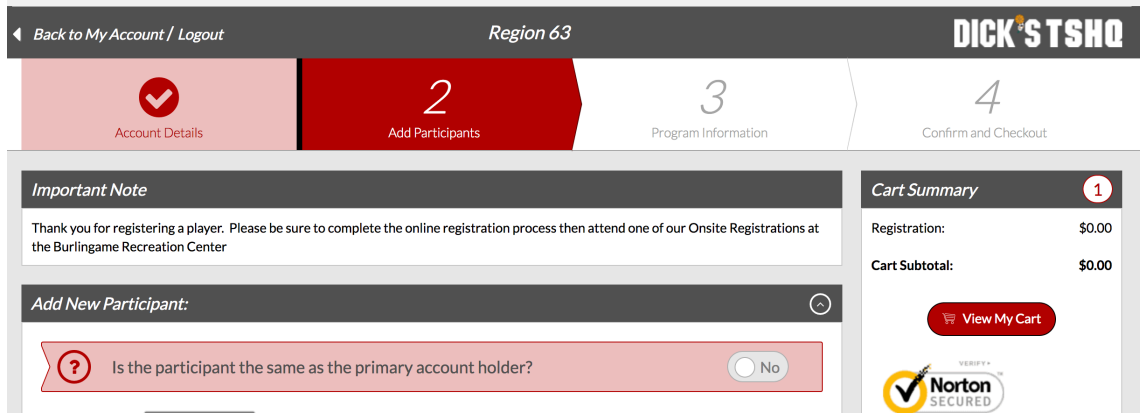 Back to My Account / Logout
Region 63
DICK'S TSHQ
Account Details
2
Add Participants
3
Program Information
4
Confirm and Checkout
Important Note
Thank you for registering a player. Please be sure to complete the online registration process then attend one of our Onsite Registrations at
the Burlingame Recreation Center
Add New Participant:
? Is the participant the same as the primary account holder? No
Cart Summary 1
Registration: $0.00
Cart Subtotal: $0.00
View My Cart
VERIFY
Norton
SECURED